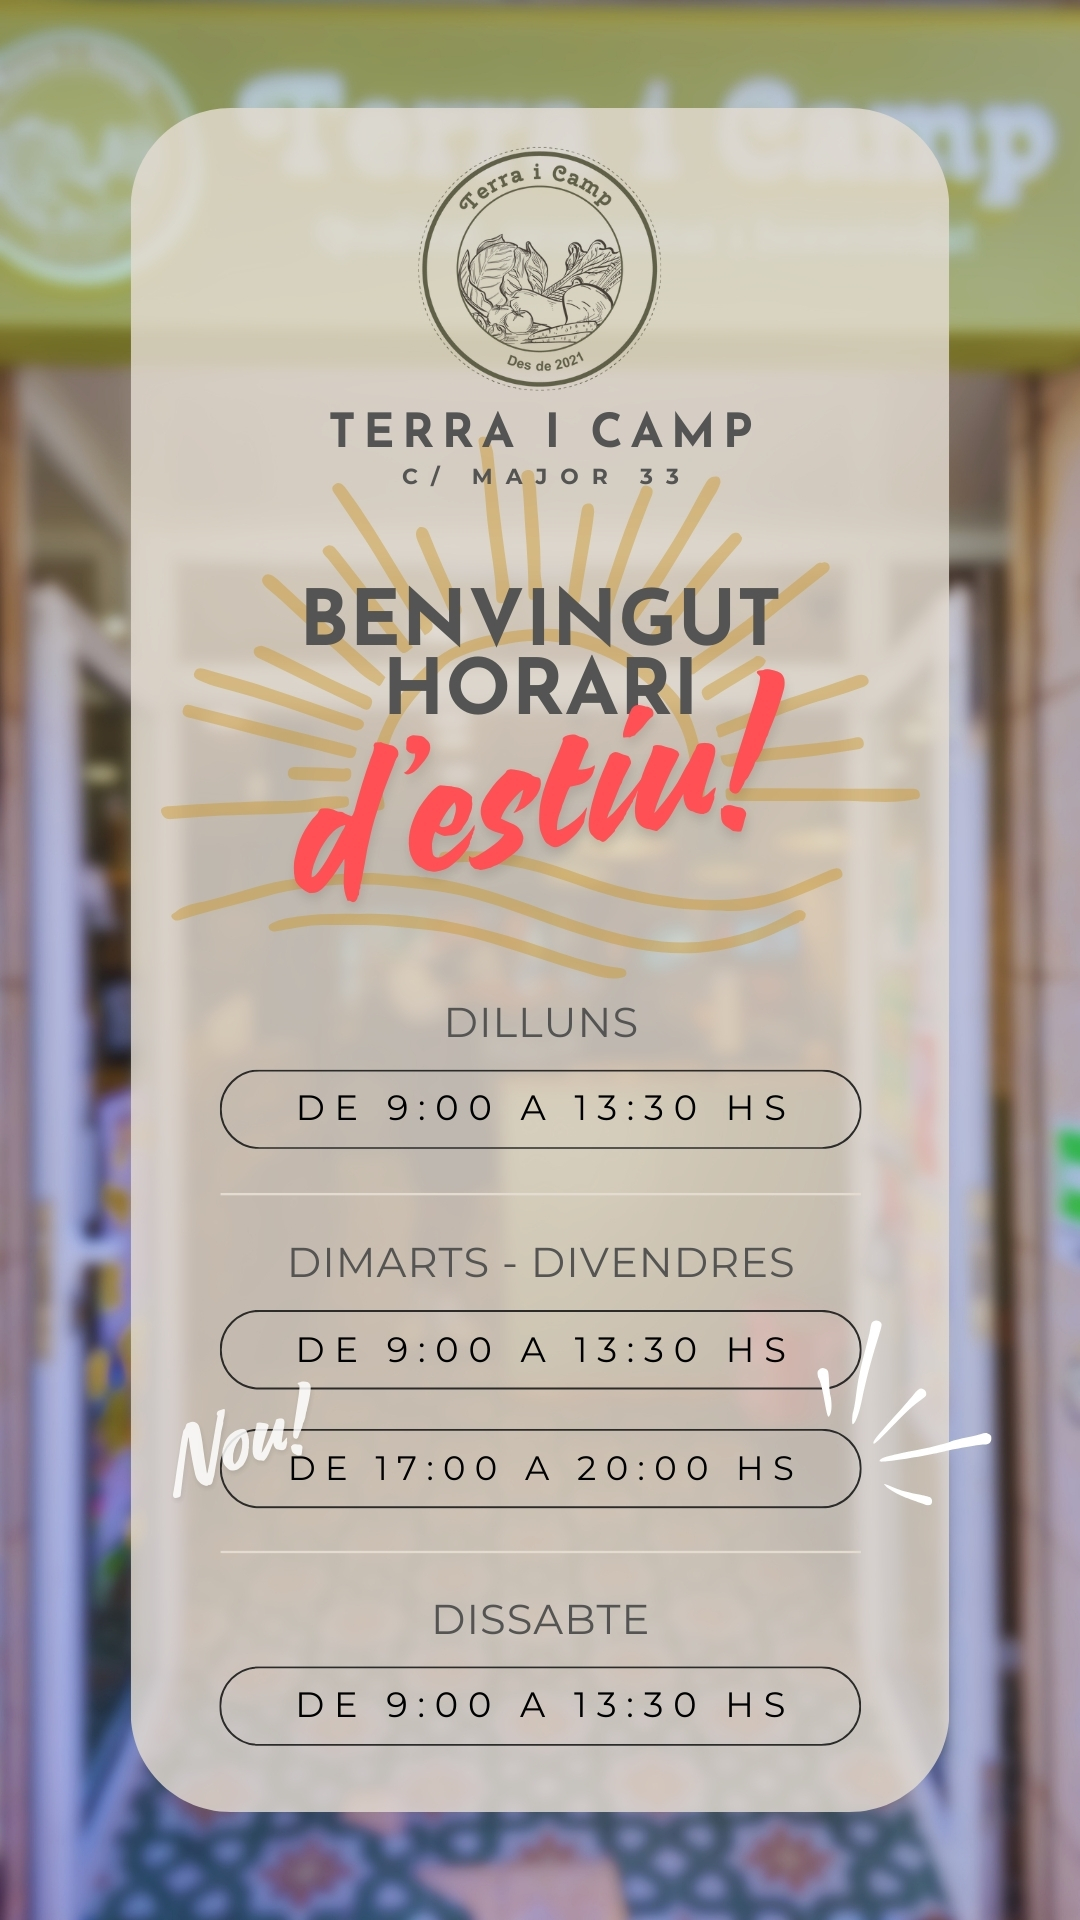 Terra i Camp
Terra i Camp
Des de 2021
TERRA I CAMP
C/ MAJOR 33
BENVINGUT
HORARI
d'estiu!
DILLUNS
DE 9:00 A 13:30 HS
DIMARTS - DIVENDRES
DE 9:00 A 13:30 HS
Nou!
DE 17:00 A 20:00 HS
DISSABTE
DE 9:00 A 13:30 HS